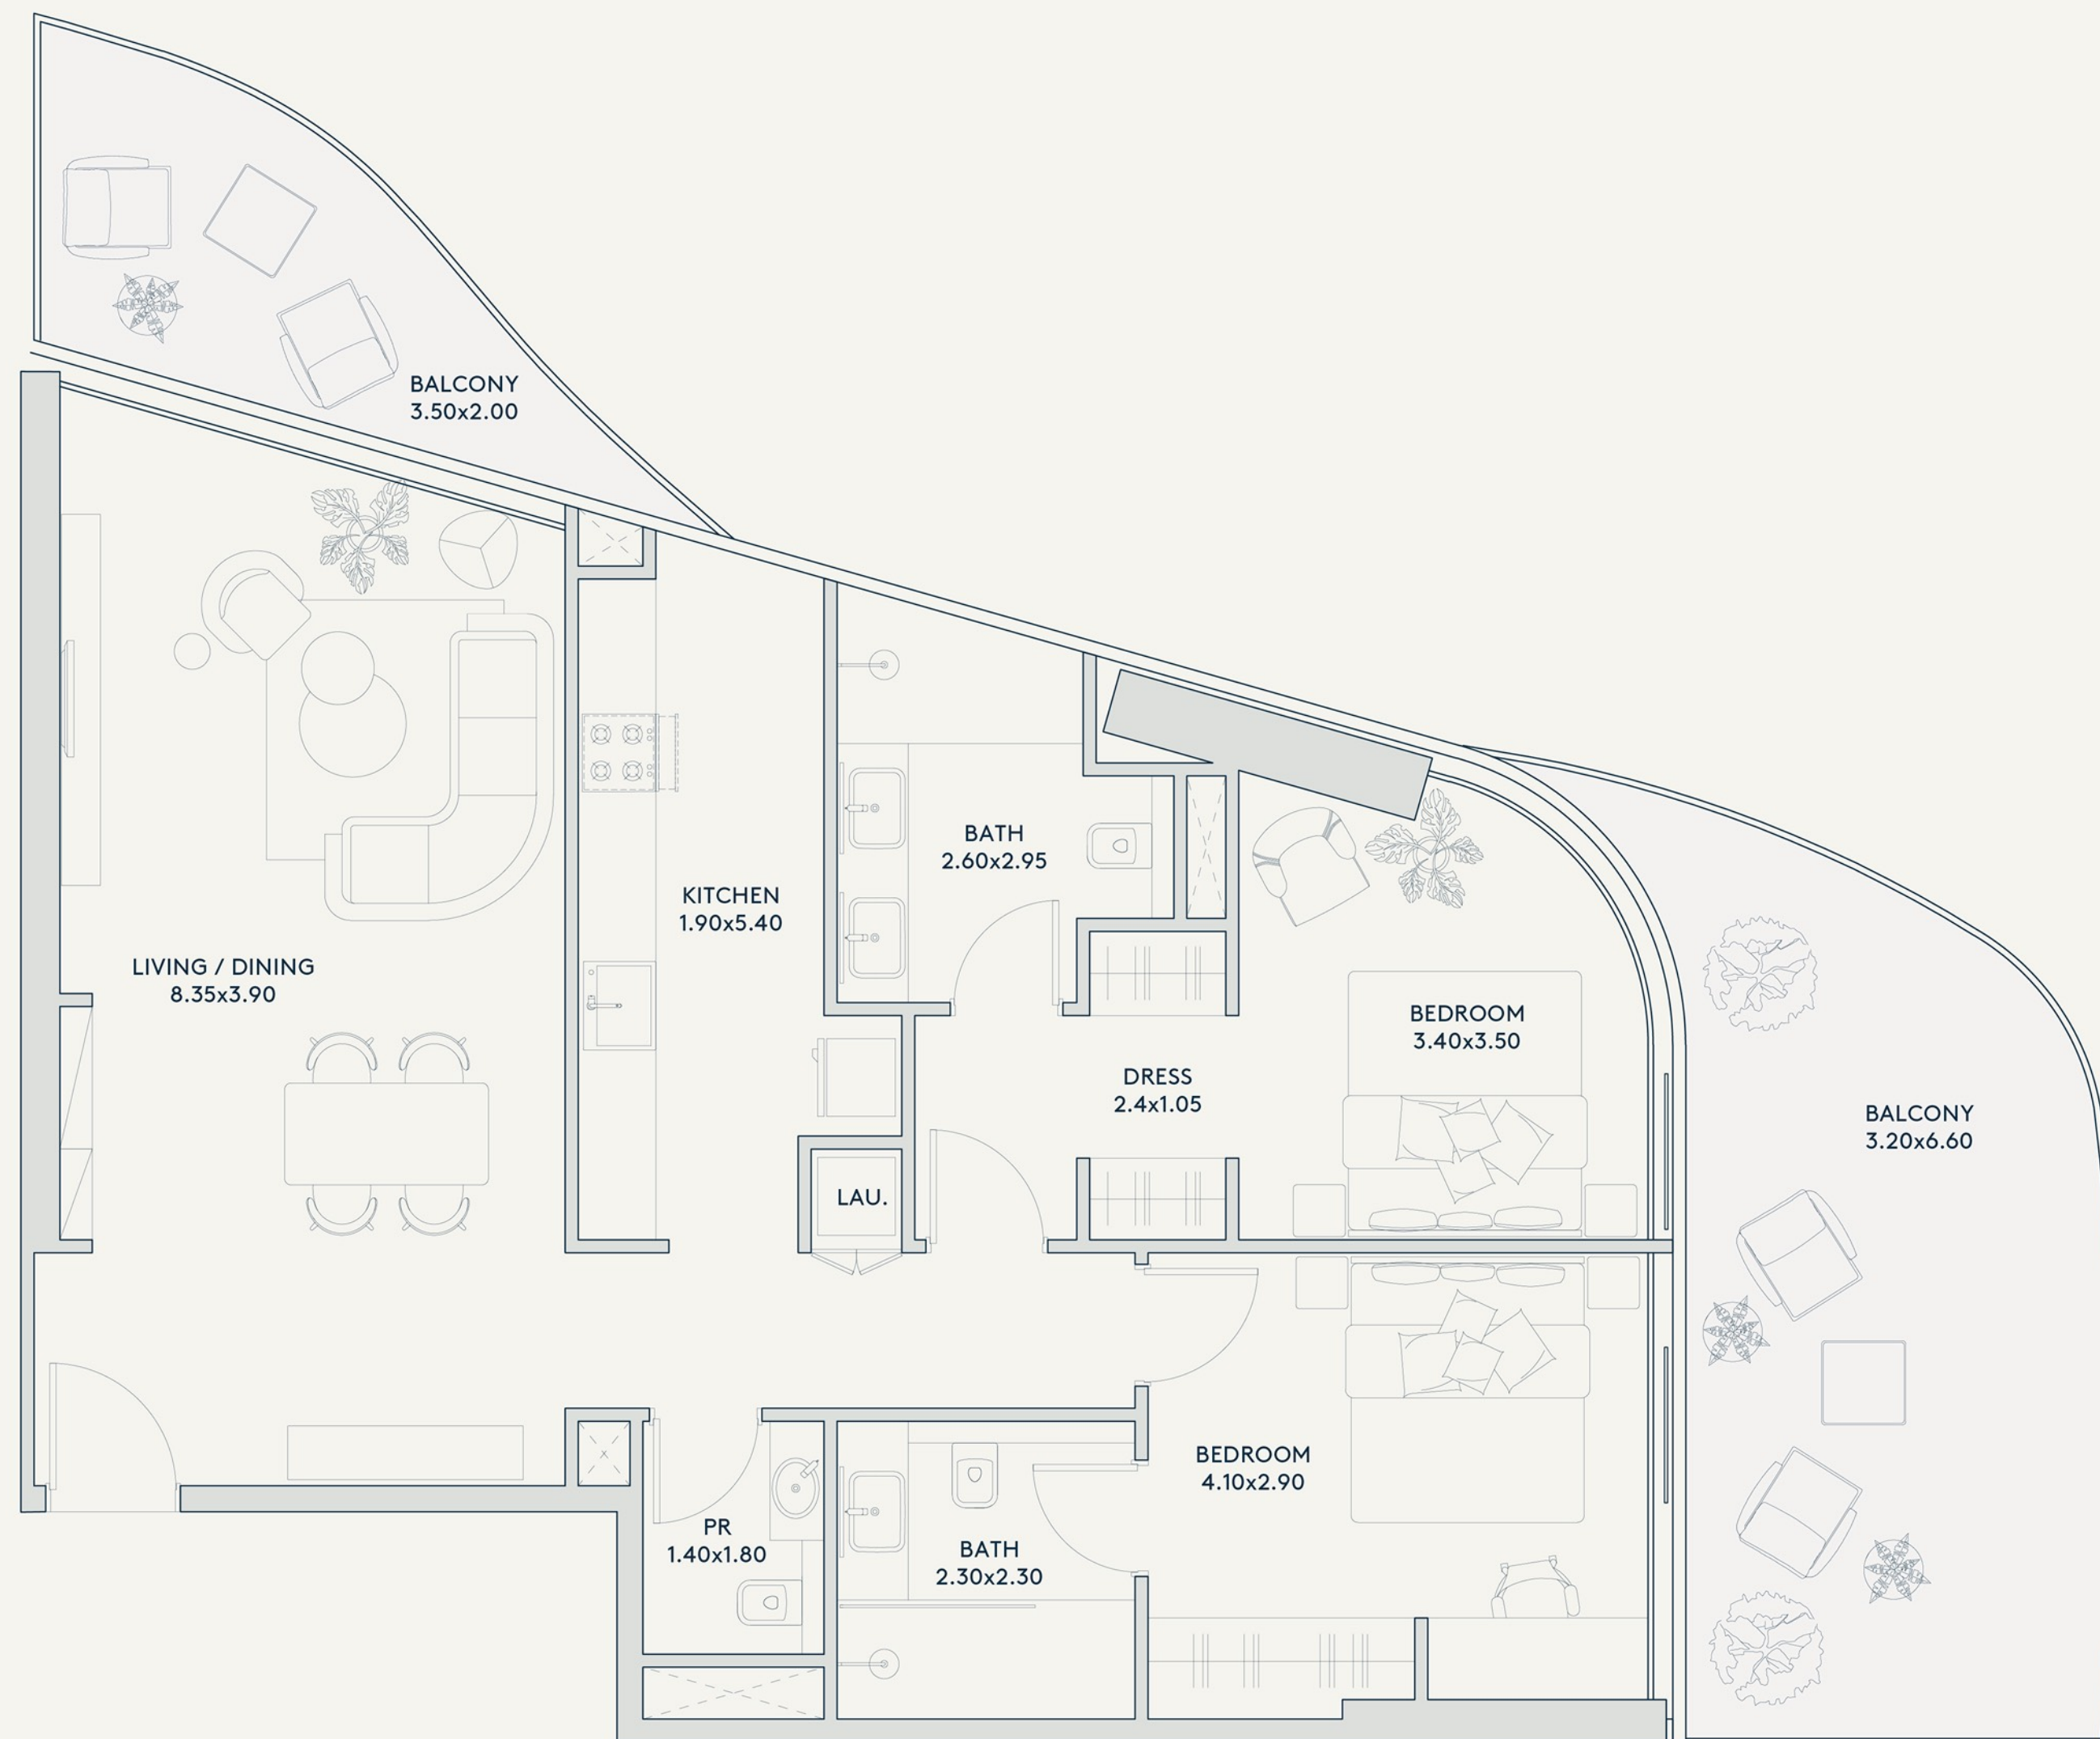 BALCONY
3.50x2.00
BATH
2.60x2.95
KITCHEN
1.90x5.40
LIVING / DINING
8.35x3.90
BEDROOM
3.40x3.50
DRESS
2.4x1.05
BALCONY
3.20x6.60
LAU.
BEDROOM
4.10x2.90
PR
1.40x1.80
BATH
2.30x2.30